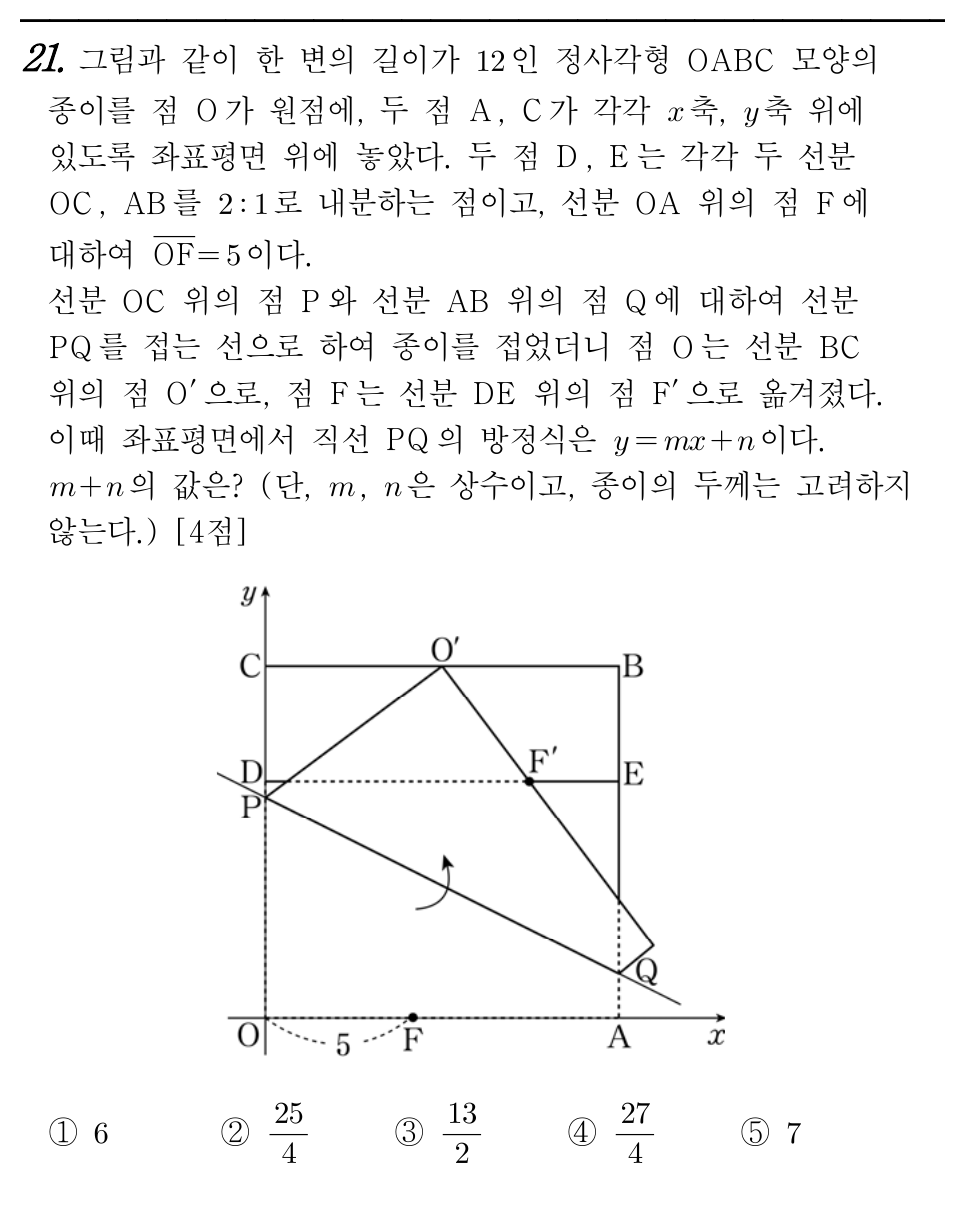 21. 그림과 같이 한 변의 길이가 12인 정사각형 OABC 모양의
종이를 점 O가 원점에, 두 점 A, C가 각각 x축, y축 위에
있도록 좌표평면 위에 놓았다. 두 점 D, E는 각각 두 선분
OC, AB를 2:1로 내분하는 점이고, 선분 OA 위의 점 F에
대하여 \overline{OF}=5이다.
선분 OC 위의 점 P와 선분 AB 위의 점 Q에 대하여 선분
PQ를 접는 선으로 하여 종이를 접었더니 점 O는 선분 BC
위의 점 O′으로, 점 F는 선분 DE 위의 점 F′으로 옮겨졌다.
이때 좌표평면에서 직선 PQ의 방정식은 y=mx+n이다.
m+n의 값은? (단, m, n은 상수이고, 종이의 두께는 고려하지
않는다.) [4점]
y
O′
C B
F′
D E
P
Q
O 5 F A x
① 6 ② 25/4 ③ 13/2 ④ 27/4 ⑤ 7